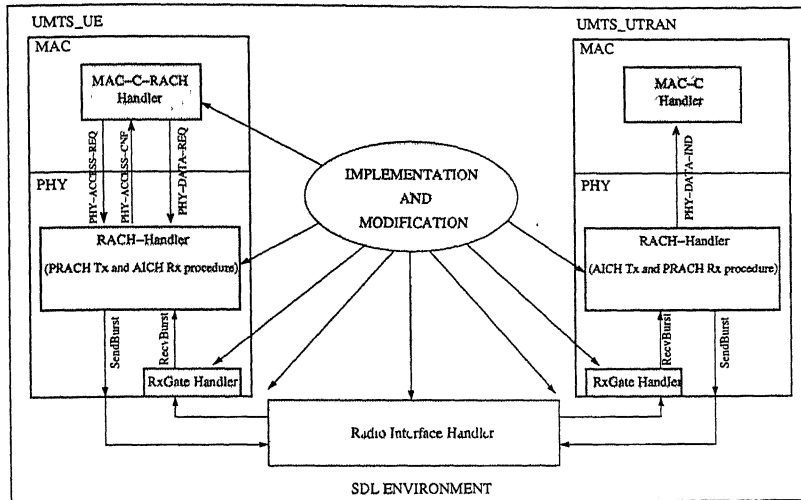 UMTS_UE
UMTS_UTRAN
MAC
MAC
MAC-C-RACH
Handler
MAC-C
Handler
PHY-ACCESS-REQ
PHY-ACCESS-CNF
PHY-DATA-REQ
PHY-DATA-IND
PHY
PHY
IMPLEMENTATION
AND
MODIFICATION
RACH-Handler
(PRACH Tx and AICH Rx procedure)
RACH-Handler
(AICH Tx and PRACH Rx procedure)
SendBurst
RecvBurst
RecvBurst
SendBurst
RxGate Handler
RxGate Handler
Radio Interface Handler
SDL ENVIRONMENT